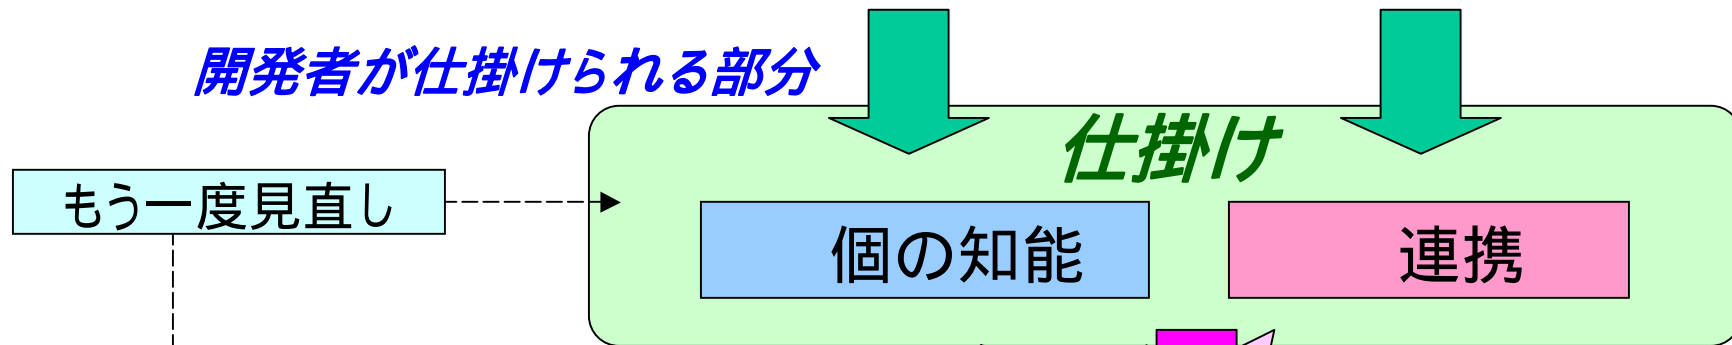 開発者が仕掛けられる部分
仕掛け
もう一度見直し
個の知能
連携